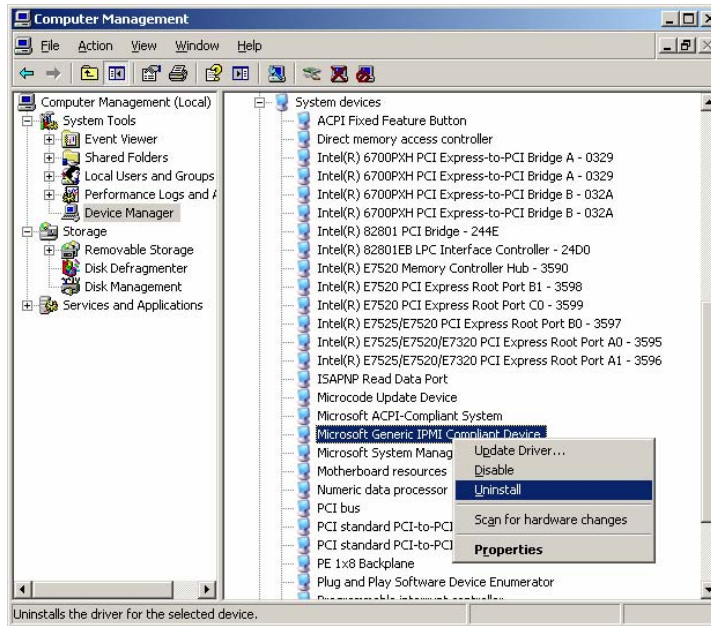 Computer Management
File Action View Window Help
Computer Management (Local)
System Tools
Event Viewer
Shared Folders
Local Users and Groups
Performance Logs and
Device Manager
Storage
Removable Storage
Disk Defragmenter
Disk Management
Services and Applications
System devices
ACPI Fixed Feature Button
Direct memory access controller
Intel(R) 6700PXH PCI Express-to-PCI Bridge A - 0329
Intel(R) 6700PXH PCI Express-to-PCI Bridge A - 0329
Intel(R) 6700PXH PCI Express-to-PCI Bridge B - 032A
Intel(R) 6700PXH PCI Express-to-PCI Bridge B - 032A
Intel(R) 82801 PCI Bridge - 244E
Intel(R) 82801EB LPC Interface Controller - 24D0
Intel(R) E7520 Memory Controller Hub - 3590
Intel(R) E7520 PCI Express Root Port B1 - 3598
Intel(R) E7520 PCI Express Root Port C0 - 3599
Intel(R) E7525/E7520 PCI Express Root Port B0 - 3597
Intel(R) E7525/E7520/E7320 PCI Express Root Port A0 - 3595
Intel(R) E7525/E7520/E7320 PCI Express Root Port A1 - 3596
ISAPNP Read Data Port
Microcode Update Device
Microsoft ACPI-Compliant System
Microsoft Generic IPMI Compliant Device
Microsoft System Manag
Motherboard resources
Numeric data processor
PCI bus
PCI standard PCI-to-PCI
PCI standard PCI-to-PCI
PE 1x8 Backplane
Plug and Play Software Device Enumerator
Update Driver...
Disable
Uninstall
Scan for hardware changes
Properties
Uninstalls the driver for the selected device.